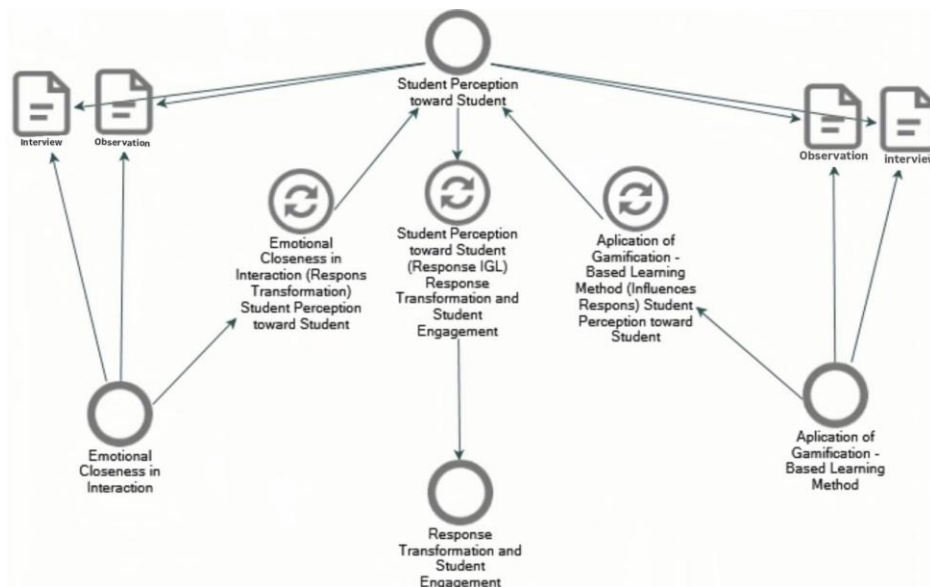 Student Perception
toward Student
Interview
Observation
Observation
interview
Emotional
Closeness in
Interaction (Respons
Transformation)
Student Perception
toward Student
Student Perception
toward Student
(Response IGL)
Response
Transformation and
Student
Engagement
Aplication of
Gamification -
Based Learning
Method (Influences
Respons) Student
Perception toward
Student
Emotional
Closeness in
Interaction
Aplication of
Gamification -
Based Learning
Method
Response
Transformation and
Student
Engagement